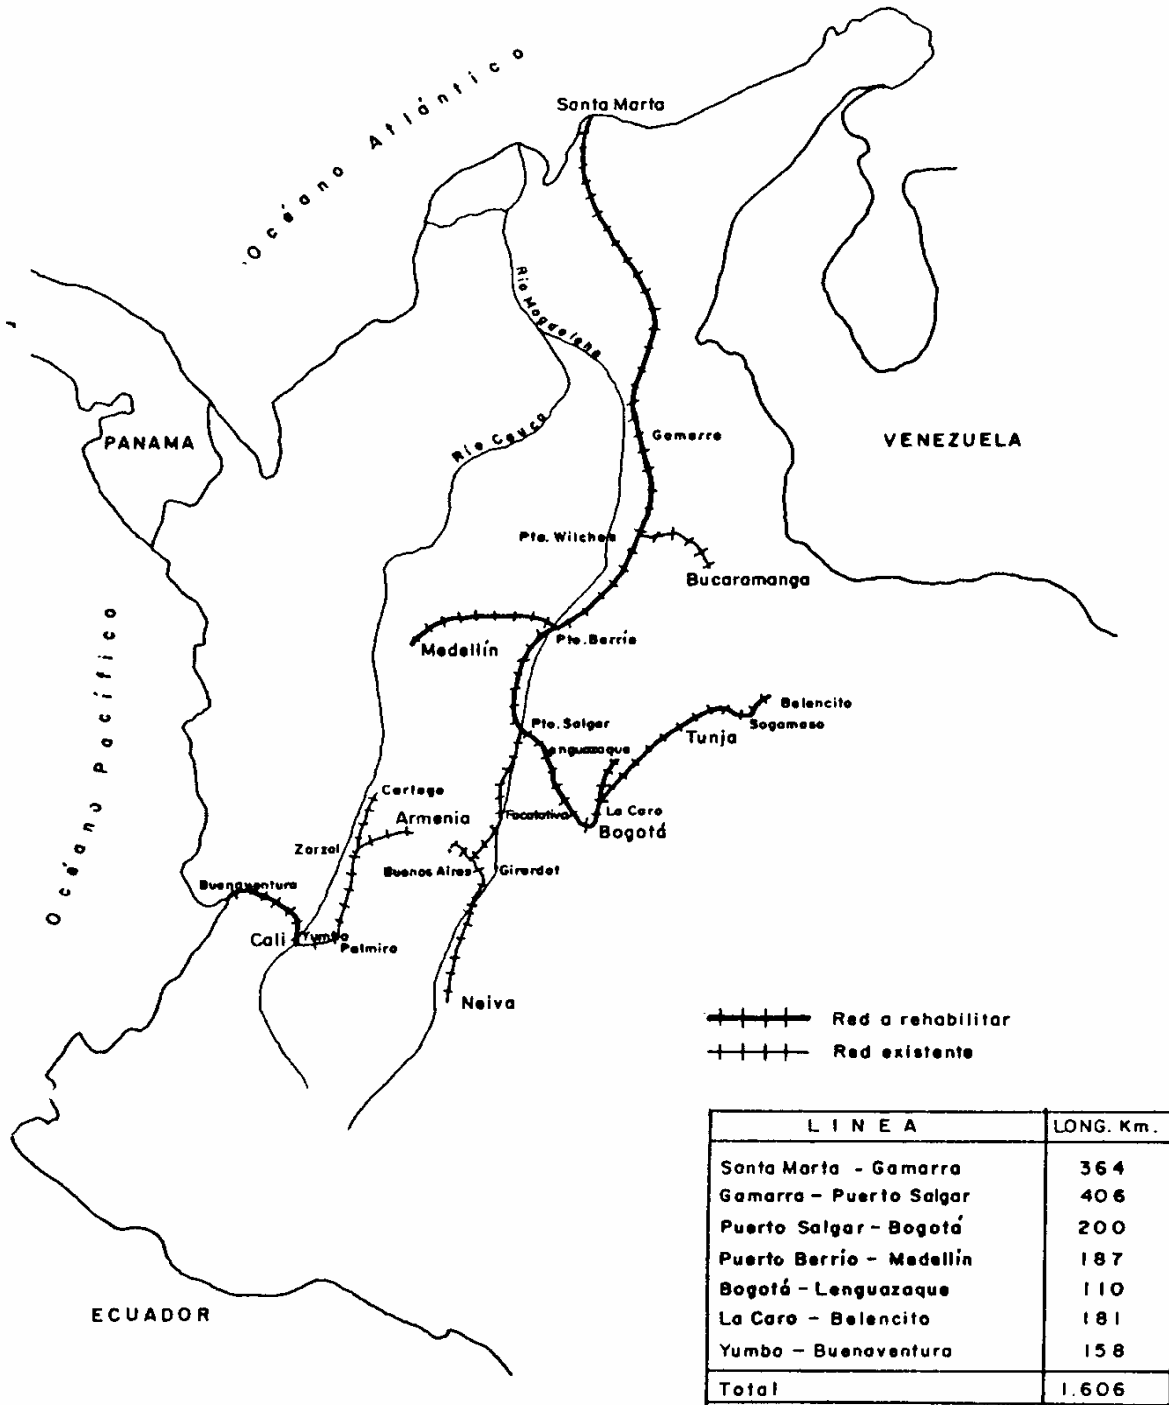 Océano Atlántico
Santa Marta
Río Magdalena
PANAMA
Río Cauca
Gamarra
VENEZUELA
Pto. Wilches
Bucaramanga
Océano Pacífico
Medellín
Pto. Berrío
Belencito
Sogamoso
Pto. Salgar
Tunja
Lenguazaque
Cartago
Armenia
Facatativa
La Caro
Bogotá
Zarzal
Buenos Aires
Girardot
Buenaventura
Cali
Yumbo
Palmira
Neiva
Red a rehabilitar
Red existente
LINEA LONG. Km.
Santa Marta - Gamarra 364
Gamarra - Puerto Salgar 406
Puerto Salgar - Bogotá 200
Puerto Berrío - Medellín 187
Bogotá - Lenguazaque 110
La Caro - Belencito 181
Yumbo - Buenaventura 158
Total 1.606
ECUADOR